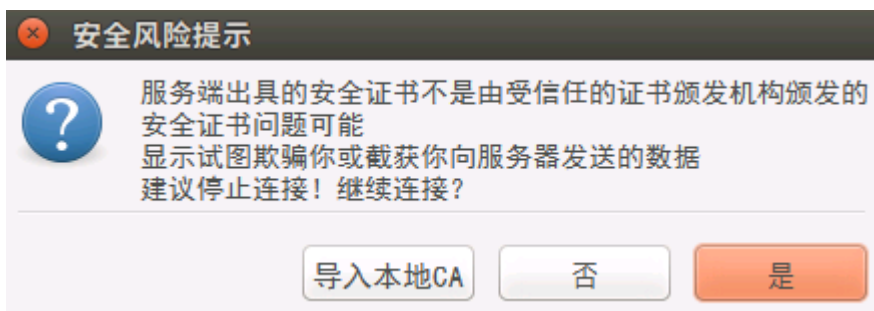 安全风险提示
服务端出具的安全证书不是由受信任的证书颁发机构颁发的
安全证书问题可能
显示试图欺骗你或截获你向服务器发送的数据
建议停止连接！继续连接？
导入本地CA 否 是